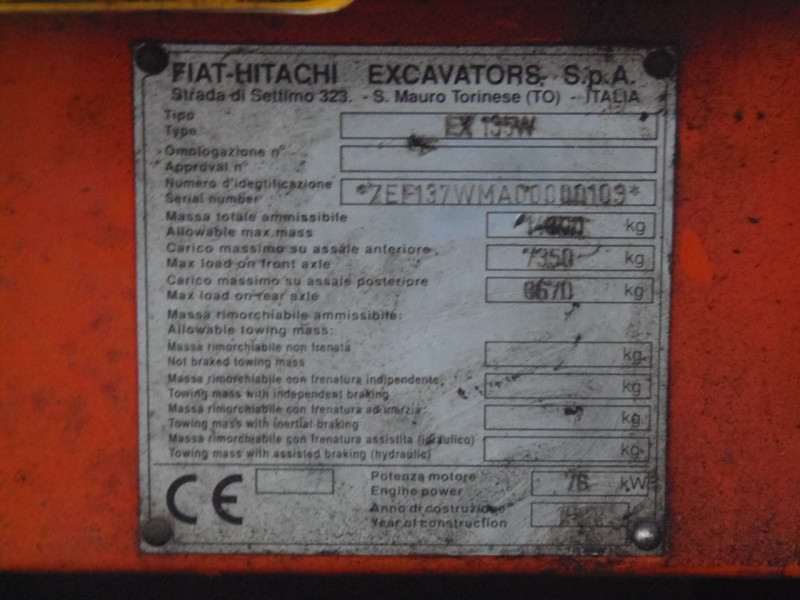 FIAT-HITACHI EXCAVATORS S.p.A.
Strada di Settimo 323. - S. Mauro Torinese (TO) - ITALIA
Tipo
Type EX 135W
Omologazione n°
Approval n°
Numero d'identificazione
Serial number *ZEF137WMA00000109*
Massa totale ammissibile
Allowable max.mass kg
Carico massimo su assale anteriore
Max load on front axle 7350 kg
Carico massimo su assale posteriore
Max load on rear axle 8670 kg
Massa rimorchiabile ammissibile:
Allowable towing mass:
Massa rimorchiabile non frenata
Not braked towing mass kg
Massa rimorchiabile con frenatura indipendente
Towing mass with independent braking kg
Massa rimorchiabile con frenatura ad inerzia
Towing mass with inertial braking kg
Massa rimorchiabile con frenatura assistita (idraulico)
Towing mass with assisted braking (hydraulic) kg
CE
Potenza motore
Engine power 76 kW
Anno di costruzione
Year of construction